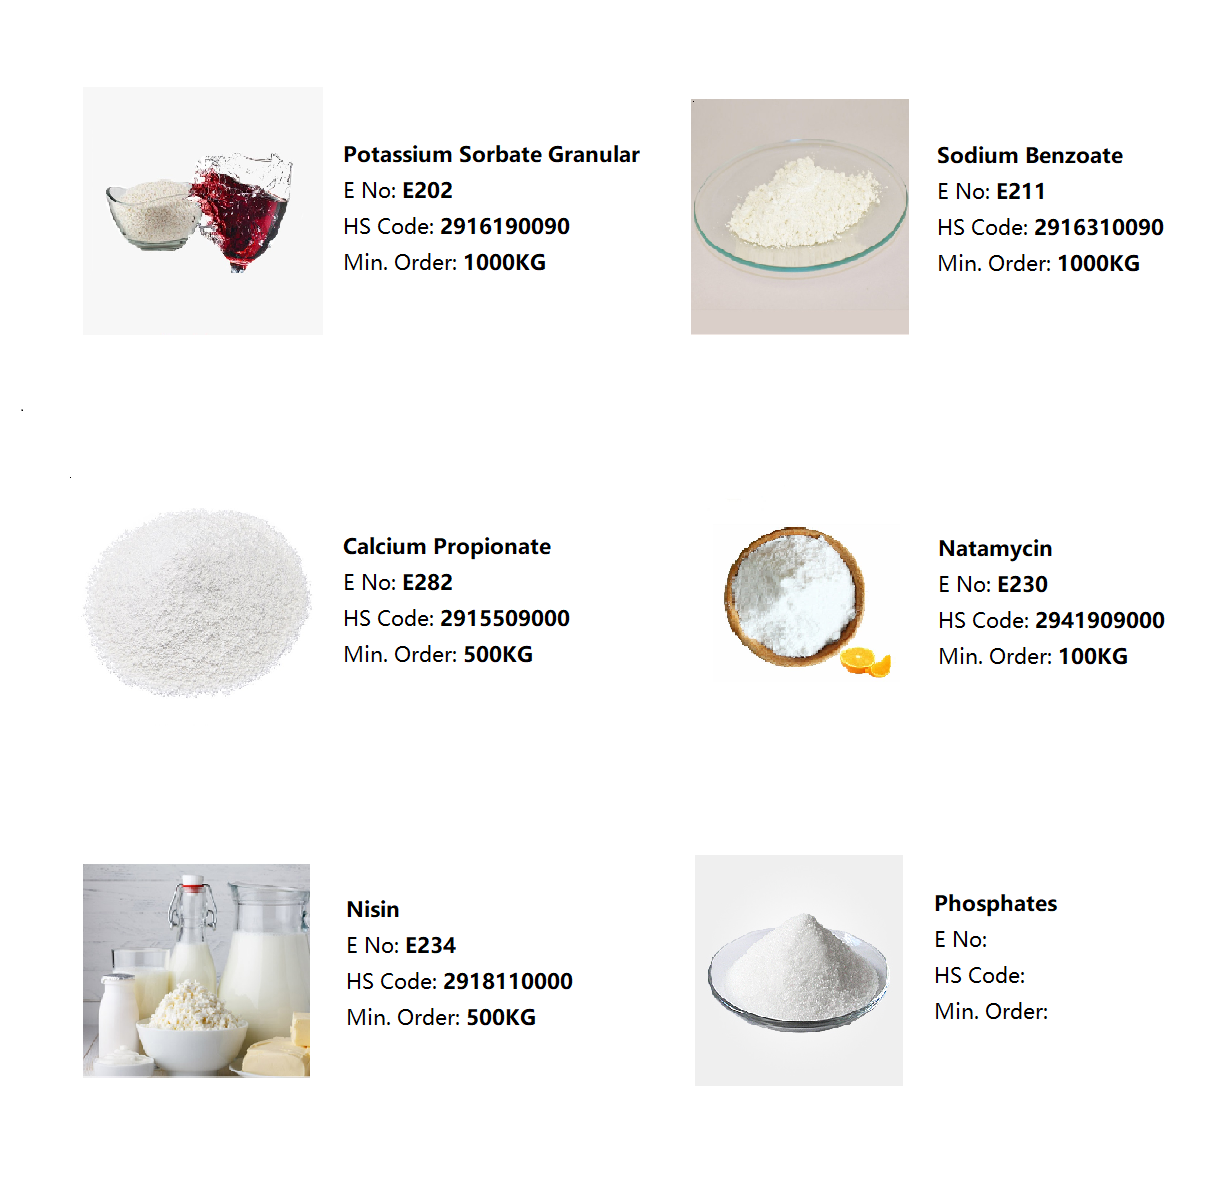 Potassium Sorbate Granular
E No: E202
HS Code: 2916190090
Min. Order: 1000KG
Sodium Benzoate
E No: E211
HS Code: 2916310090
Min. Order: 1000KG
Calcium Propionate
E No: E282
HS Code: 2915509000
Min. Order: 500KG
Natamycin
E No: E230
HS Code: 2941909000
Min. Order: 100KG
Nisin
E No: E234
HS Code: 2918110000
Min. Order: 500KG
Phosphates
E No:
HS Code:
Min. Order: